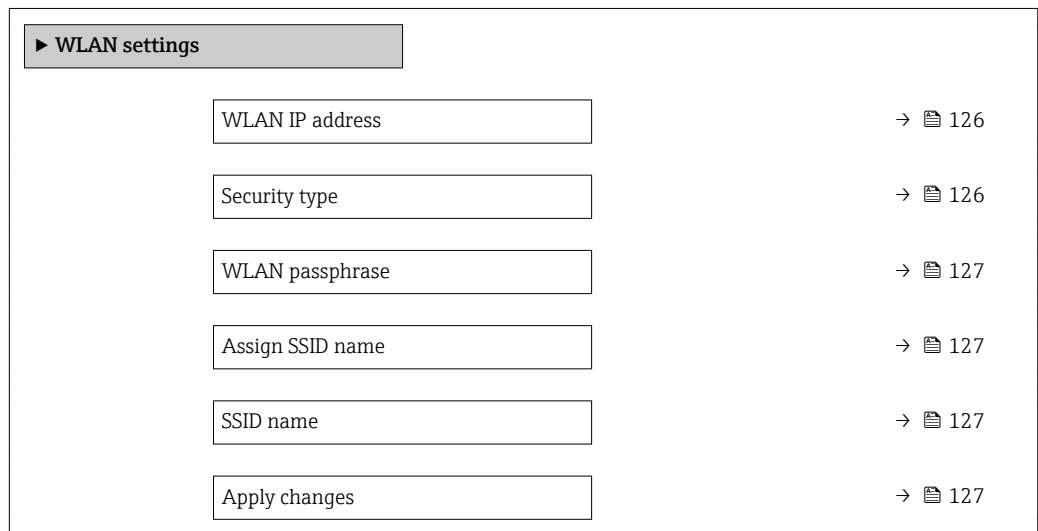 ▶ WLAN settings
WLAN IP address → 126
Security type → 126
WLAN passphrase → 127
Assign SSID name → 127
SSID name → 127
Apply changes → 127